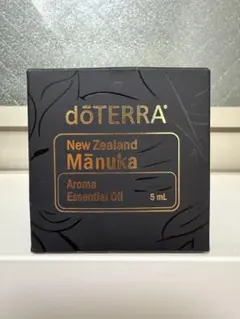 dōTERRA®
New Zealand
Mānuka
Aroma
Essential Oil 5 mL